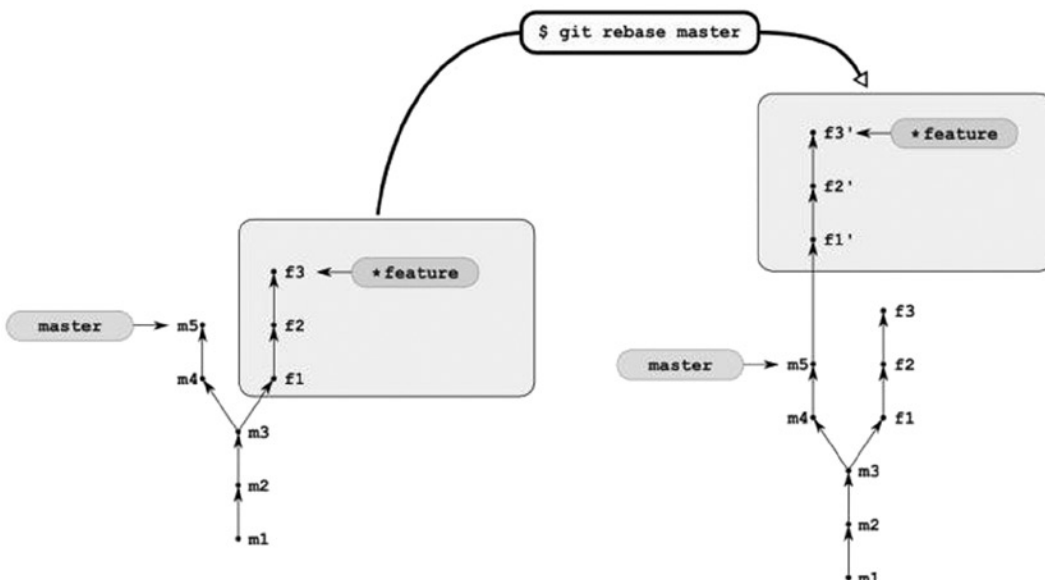 $ git rebase master
f3' *feature
f2'
f1'
f3 *feature
master m5 f2
m4 f1
m3
m2
m1
f3
master m5 f2
m4 f1
m3
m2
m1